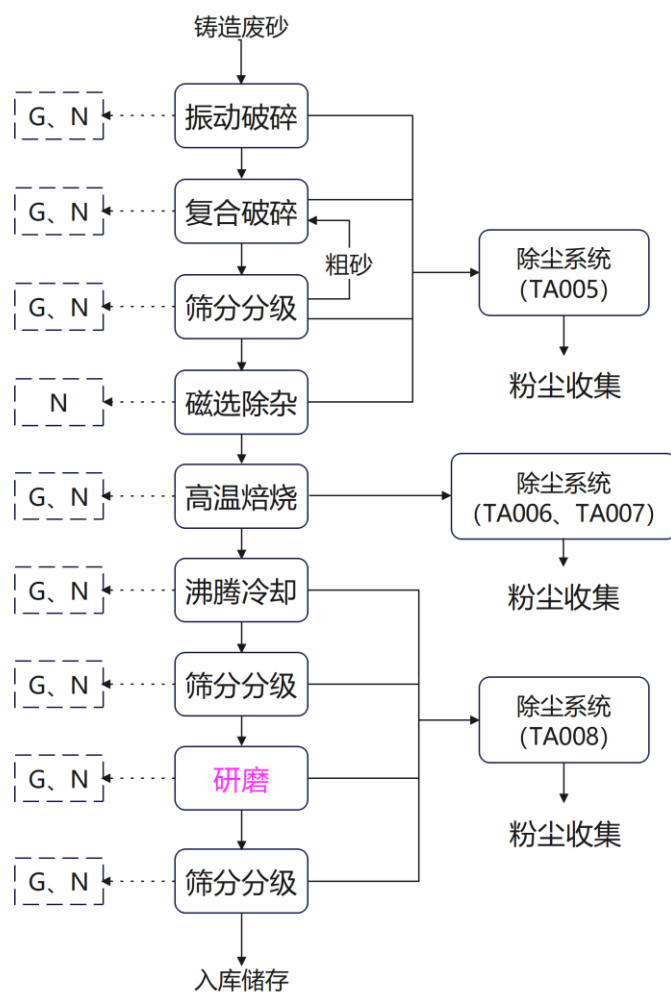 铸造废砂
G、N
振动破碎
G、N
复合破碎
粗砂
除尘系统
(TA005)
G、N
筛分分级
粉尘收集
N
磁选除杂
G、N
高温焙烧
除尘系统
(TA006、TA007)
粉尘收集
G、N
沸腾冷却
G、N
筛分分级
除尘系统
(TA008)
G、N
研磨
粉尘收集
G、N
筛分分级
入库储存